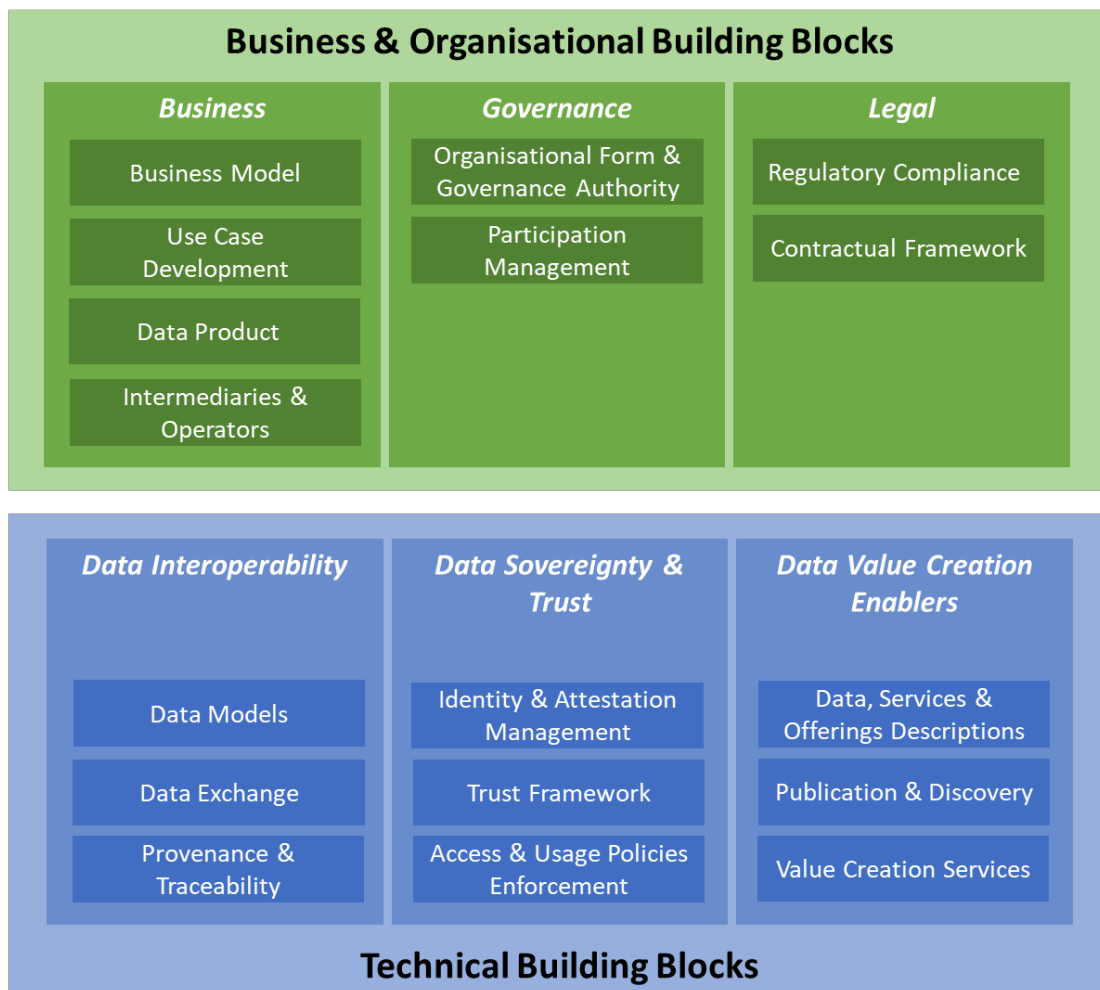 Business & Organisational Building Blocks
Business
Business Model
Use Case
Development
Data Product
Intermediaries &
Operators
Governance
Organisational Form &
Governance Authority
Participation
Management
Legal
Regulatory Compliance
Contractual Framework
Data Interoperability
Data Models
Data Exchange
Provenance &
Traceability
Data Sovereignty &
Trust
Identity & Attestation
Management
Trust Framework
Access & Usage Policies
Enforcement
Data Value Creation
Enablers
Data, Services &
Offerings Descriptions
Publication & Discovery
Value Creation Services
Technical Building Blocks